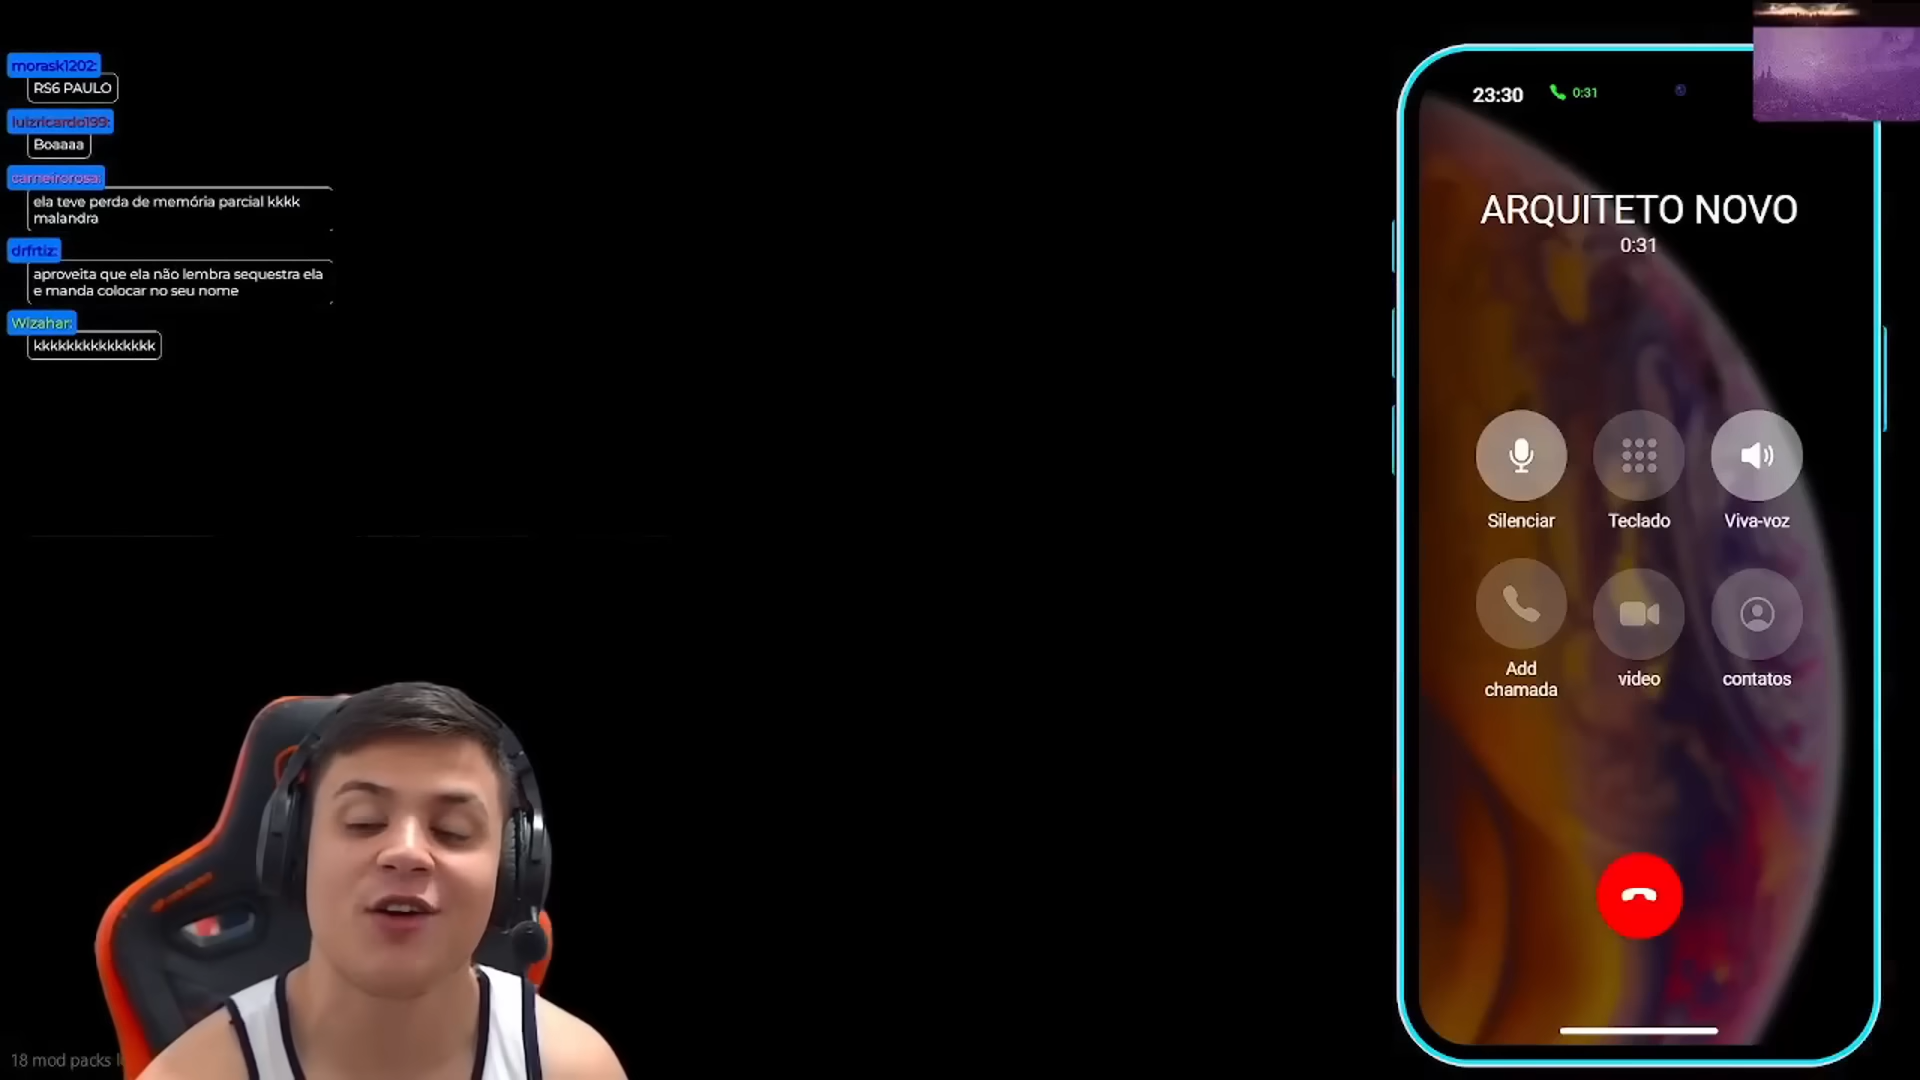 morask1202:
RS6 PAULO
luizricardo199:
Boaaaa
carneirorosa:
ela teve perda de memória parcial kkkk
malandra
drfrtiz:
aproveita que ela não lembra sequestra ela
e manda colocar no seu nome
Wizahar:
kkkkkkkkkkkkkkk
18 mod packs
23:30
0:31
ARQUITETO NOVO
0:31
Silenciar
Teclado
Viva-voz
Add
chamada
video
contatos